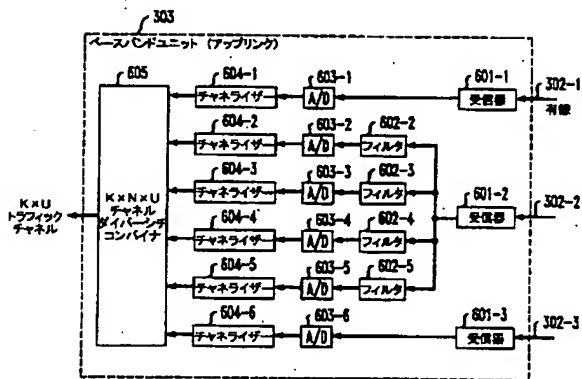 303
ベースバンドユニット (アップリンク)
605
604-1
チャネライザー
603-1
A/D
601-1
受信器
302-1
有線
604-2
チャネライザー
603-2
A/D
602-2
フィルタ
604-3
チャネライザー
603-3
A/D
602-3
フィルタ
K×U
トラフィック
チャネル
K×N×U
チャネル
ダイバーシチ
コンバイナ
601-2
受信器
302-2
604-4
チャネライザー
603-4
A/D
602-4
フィルタ
604-5
チャネライザー
603-5
A/D
602-5
フィルタ
604-6
チャネライザー
603-6
A/D
601-3
受信器
302-3